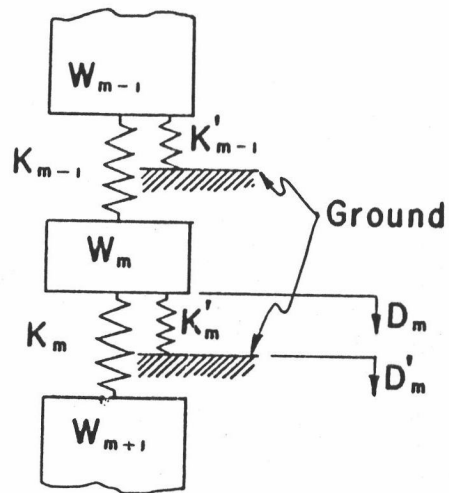 W_{m-1}
K'_{m-1}
K_{m-1}
Ground
W_m
K'_m
D_m
K_m
D'_m
W_{m+1}